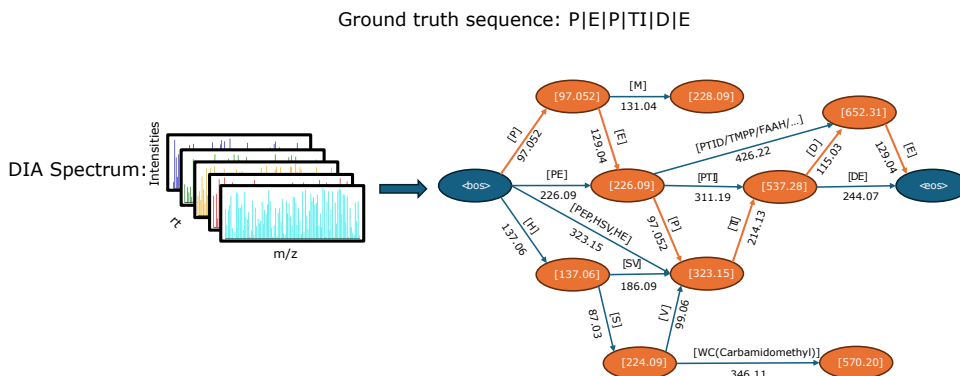 Ground truth sequence: P|E|P|TI|D|E
DIA Spectrum:
Intensities
rt
m/z
<bos>
[P]
97.052
[97.052]
[M]
131.04
[228.09]
[E]
129.04
[PE]
226.09
[226.09]
[PTID/TMPP/FAAH/...]
426.22
[652.31]
[PTI]
311.19
[537.28]
[D]
115.03
[E]
129.04
[DE]
244.07
<eos>
[PEP,HSV,HE]
323.15
[P]
97.052
[TI]
214.13
[H]
137.06
[137.06]
[SV]
186.09
[323.15]
[S]
87.03
[V]
99.06
[224.09]
[WC(Carbamidomethyl)]
346.11
[570.20]